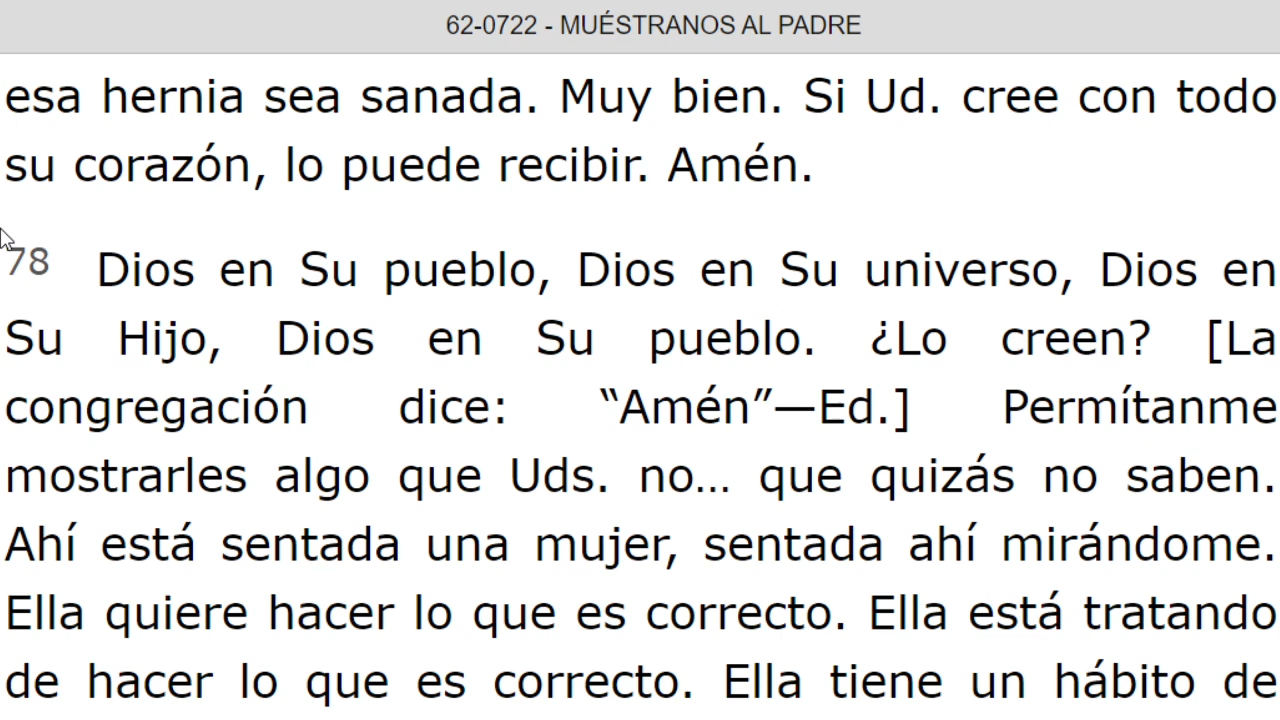 62-0722 - MUÉSTRANOS AL PADRE
esa hernia sea sanada. Muy bien. Si Ud. cree con todo
su corazón, lo puede recibir. Amén.
78 Dios en Su pueblo, Dios en Su universo, Dios en
Su Hijo, Dios en Su pueblo. ¿Lo creen? [La
congregación dice: “Amén”—Ed.] Permítanme
mostrarles algo que Uds. no… que quizás no saben.
Ahí está sentada una mujer, sentada ahí mirándome.
Ella quiere hacer lo que es correcto. Ella está tratando
de hacer lo que es correcto. Ella tiene un hábito de